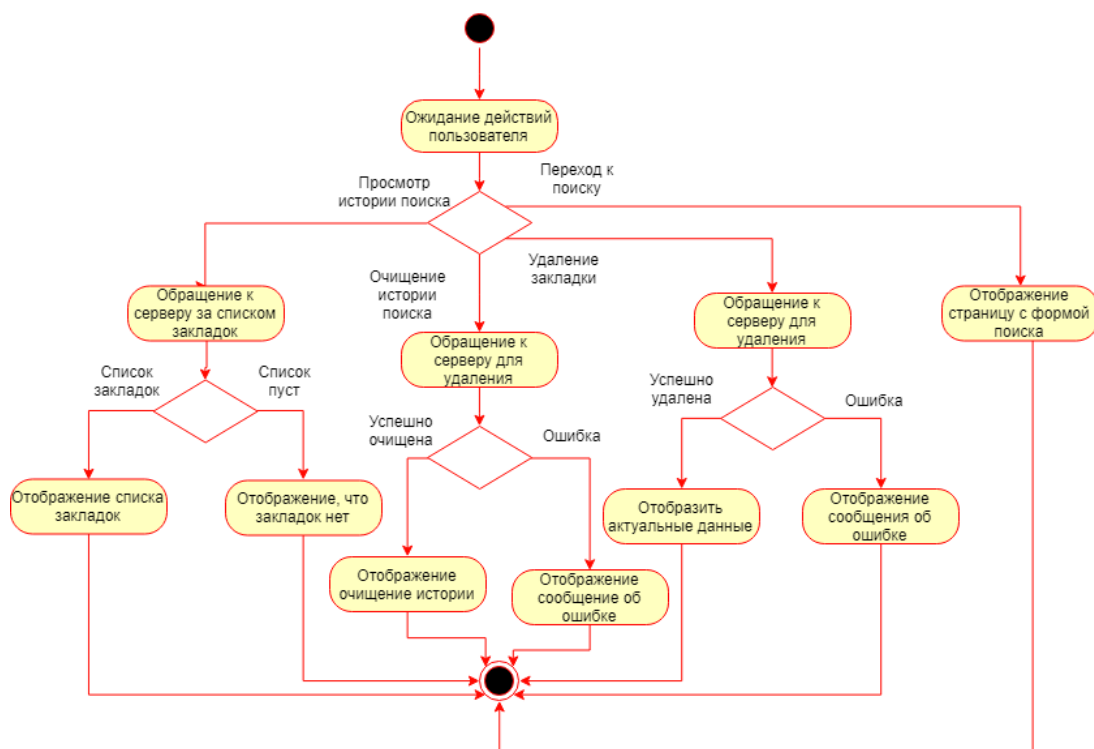 Ожидание действий
пользователя
Просмотр
истории поиска
Переход к
поиску
Очищение
истории
поиска
Удаление
закладки
Обращение к
серверу за списком
закладок
Обращение к
серверу для
удаления
Обращение к
серверу для
удаления
Отображение
страницу с формой
поиска
Список
закладок
Список
пуст
Успешно
очищена
Ошибка
Успешно
удалена
Ошибка
Отображение списка
закладок
Отображение, что
закладок нет
Отобразить
актуальные данные
Отображение
сообщения об
ошибке
Отображение
очищение истории
Отображение
сообщение об
ошибке